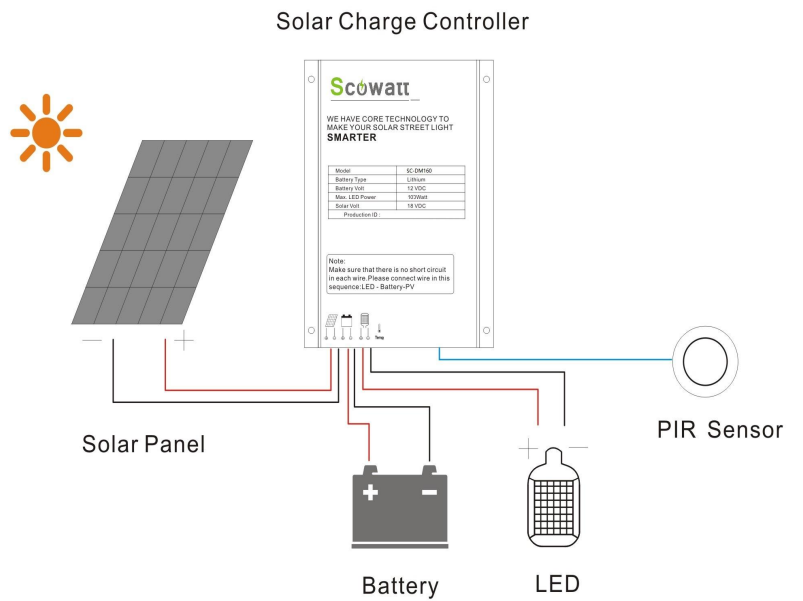 Solar Charge Controller
Scowatt
WE HAVE CORE TECHNOLOGY TO
MAKE YOUR SOLAR STREET LIGHT
SMARTER
Model SC-DM160
Battery Type Lithium
Battery Volt 12 VDC
Max. LED Power 103Watt
Solar Volt 18 VDC
Production ID :
Note:
Make sure that there is no short circuit
in each wire.Please connect wire in this
sequence:LED - Battery-PV
Temp
Solar Panel
PIR Sensor
Battery
LED